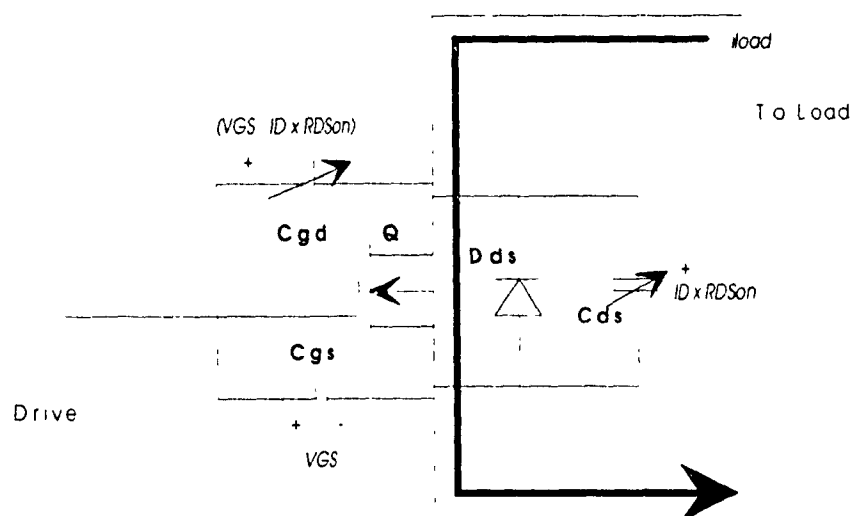 Iload
To Load
(VGS ID x RDSon)
+
Cgd
Q
Dds
+
ID x RDSon
Cds
Cgs
Drive
+ -
VGS